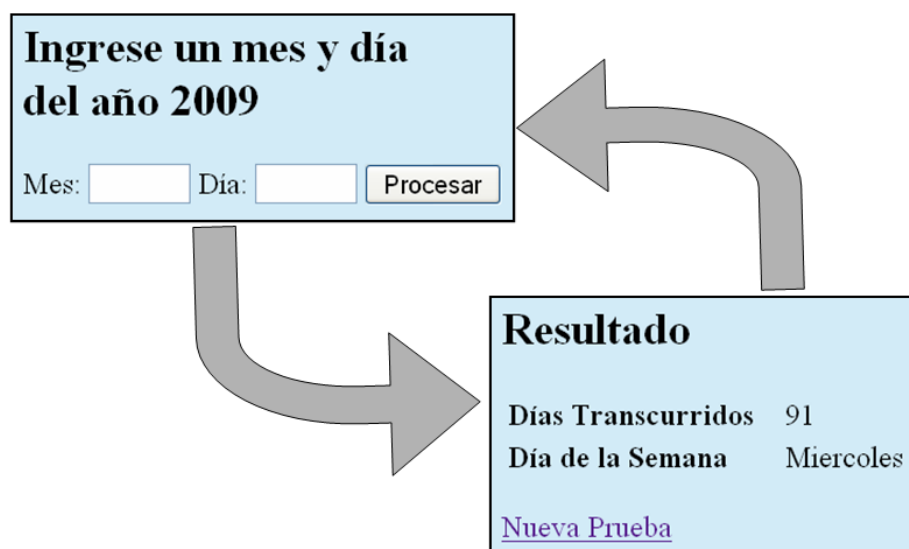 Ingrese un mes y día
del año 2009
Mes: Día: Procesar
Resultado
Días Transcurridos 91
Día de la Semana Miercoles
Nueva Prueba